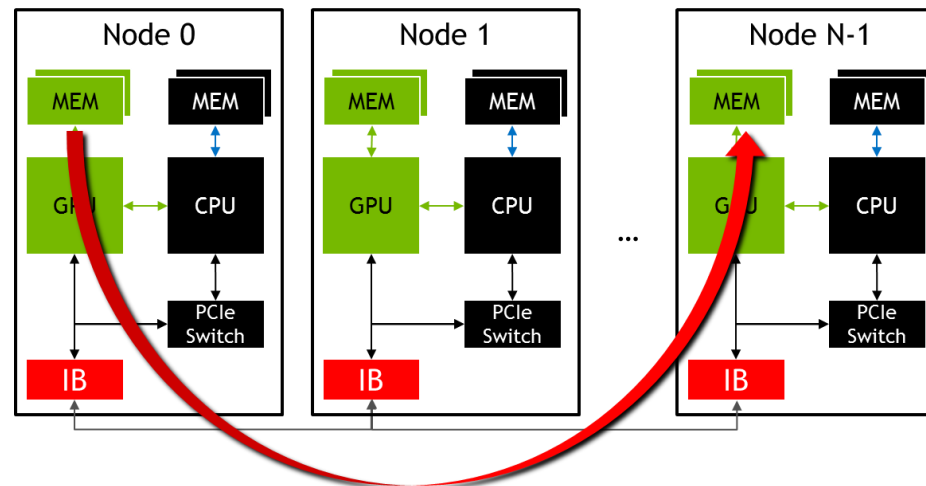 Node 0
MEM
MEM
GPU
CPU
PCIe
Switch
IB
Node 1
MEM
MEM
GPU
CPU
PCIe
Switch
IB
...
Node N-1
MEM
MEM
GPU
CPU
PCIe
Switch
IB